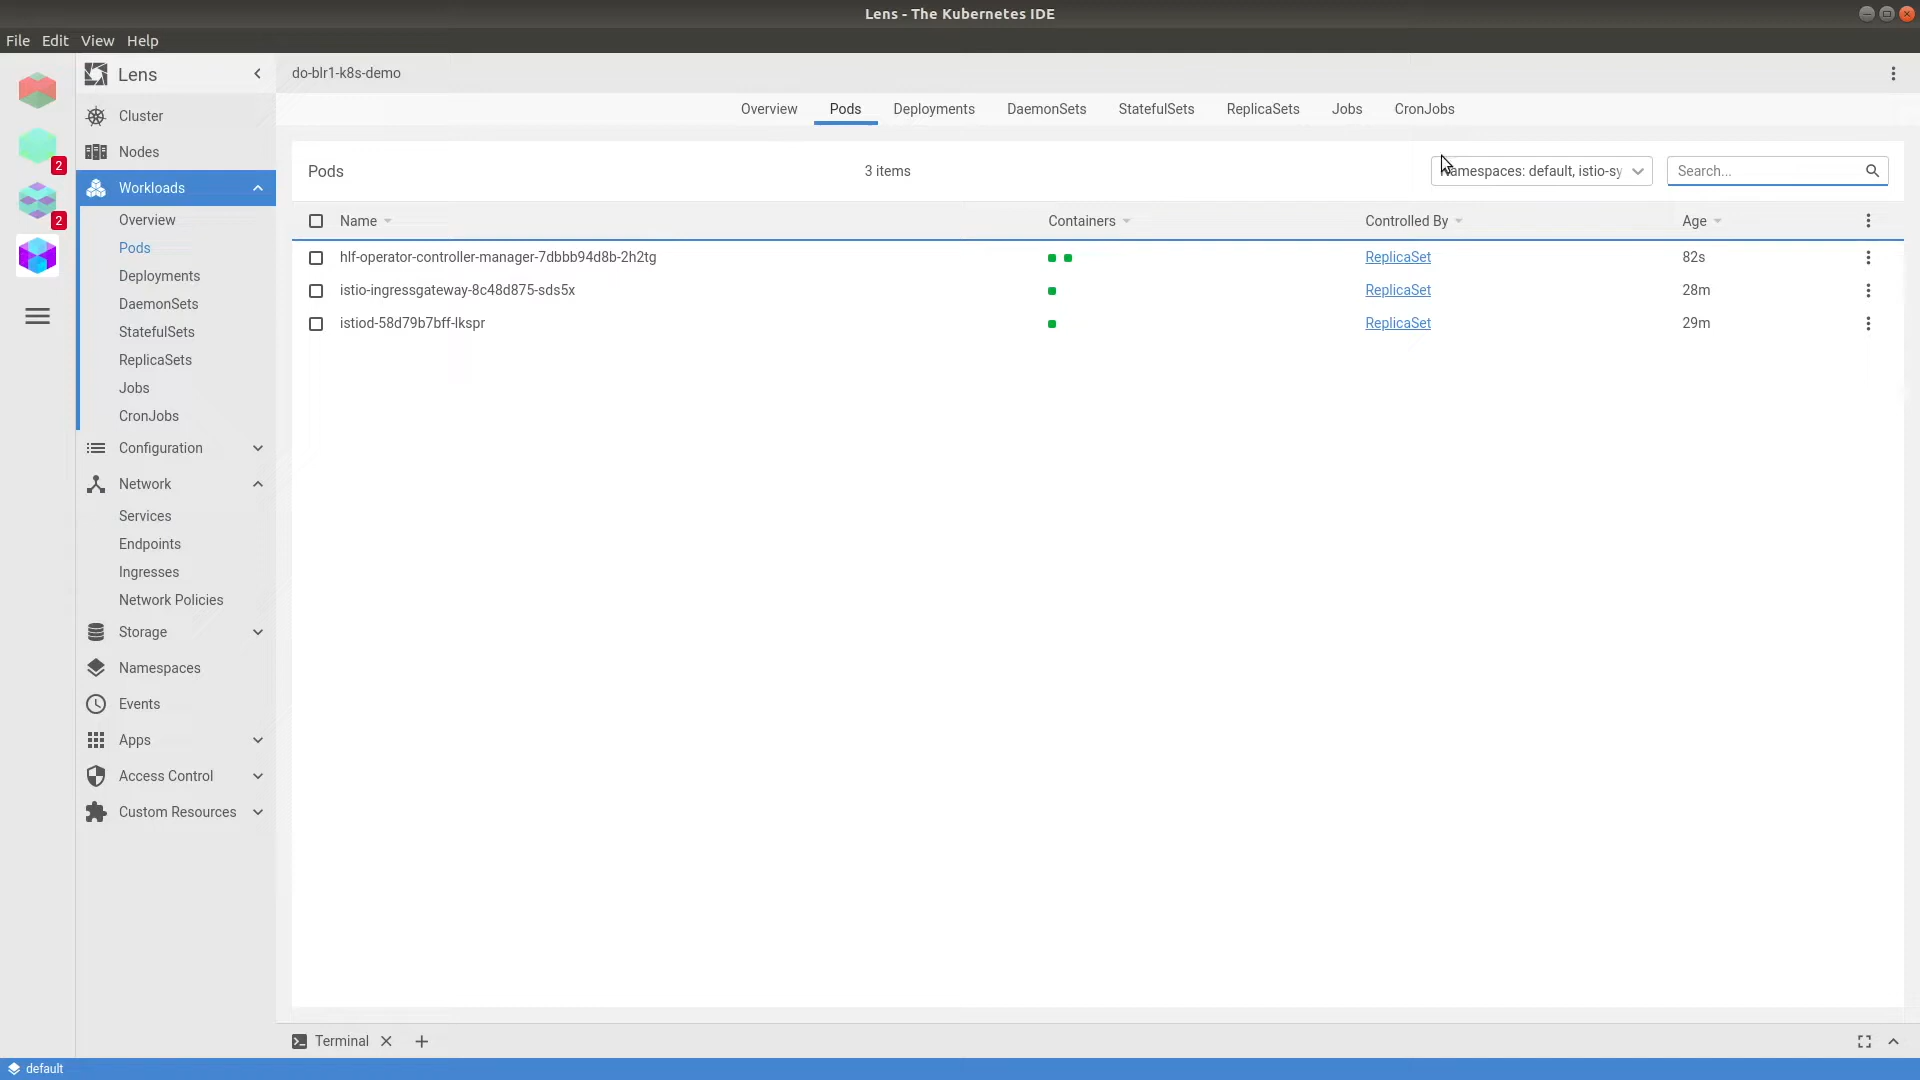 Lens - The Kubernetes IDE
File Edit View Help
Lens
do-blr1-k8s-demo
Cluster
Nodes
Workloads
Overview
Pods
Deployments
DaemonSets
StatefulSets
ReplicaSets
Jobs
CronJobs
Configuration
Network
Services
Endpoints
Ingresses
Network Policies
Storage
Namespaces
Events
Apps
Access Control
Custom Resources
2
2
Overview Pods Deployments DaemonSets StatefulSets ReplicaSets Jobs CronJobs
Pods 3 items amespaces: default, istio-sy Search...
Name Containers Controlled By Age
hlf-operator-controller-manager-7dbbb94d8b-2h2tg ReplicaSet 82s
istio-ingressgateway-8c48d875-sds5x ReplicaSet 28m
istiod-58d79b7bff-lkspr ReplicaSet 29m
Terminal
default